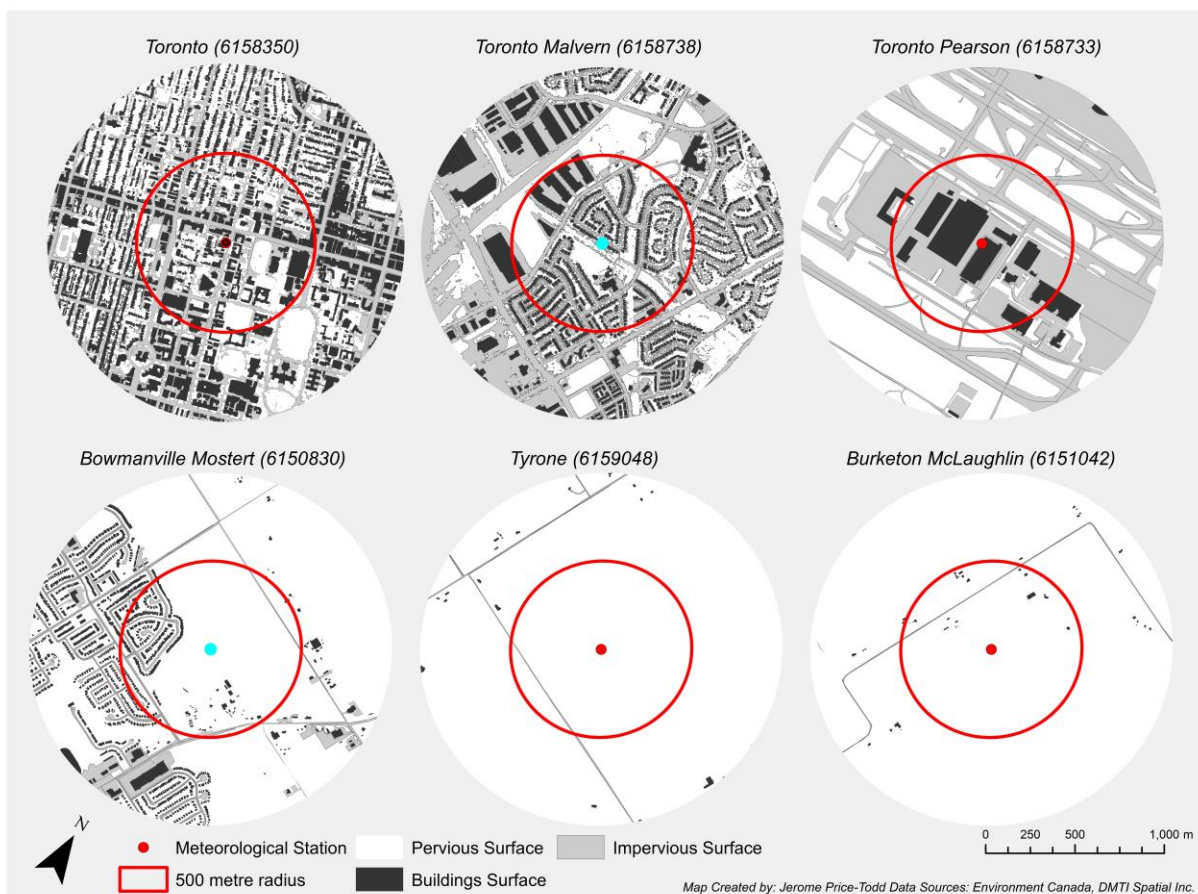 Toronto (6158350)
Toronto Malvern (6158738)
Toronto Pearson (6158733)
Bowmanville Mostert (6150830)
Tyrone (6159048)
Burketon McLaughlin (6151042)
N
Meteorological Station
Pervious Surface
Impervious Surface
500 metre radius
Buildings Surface
0 250 500 1,000 m
Map Created by: Jerome Price-Todd Data Sources: Environment Canada, DMTI Spatial Inc.